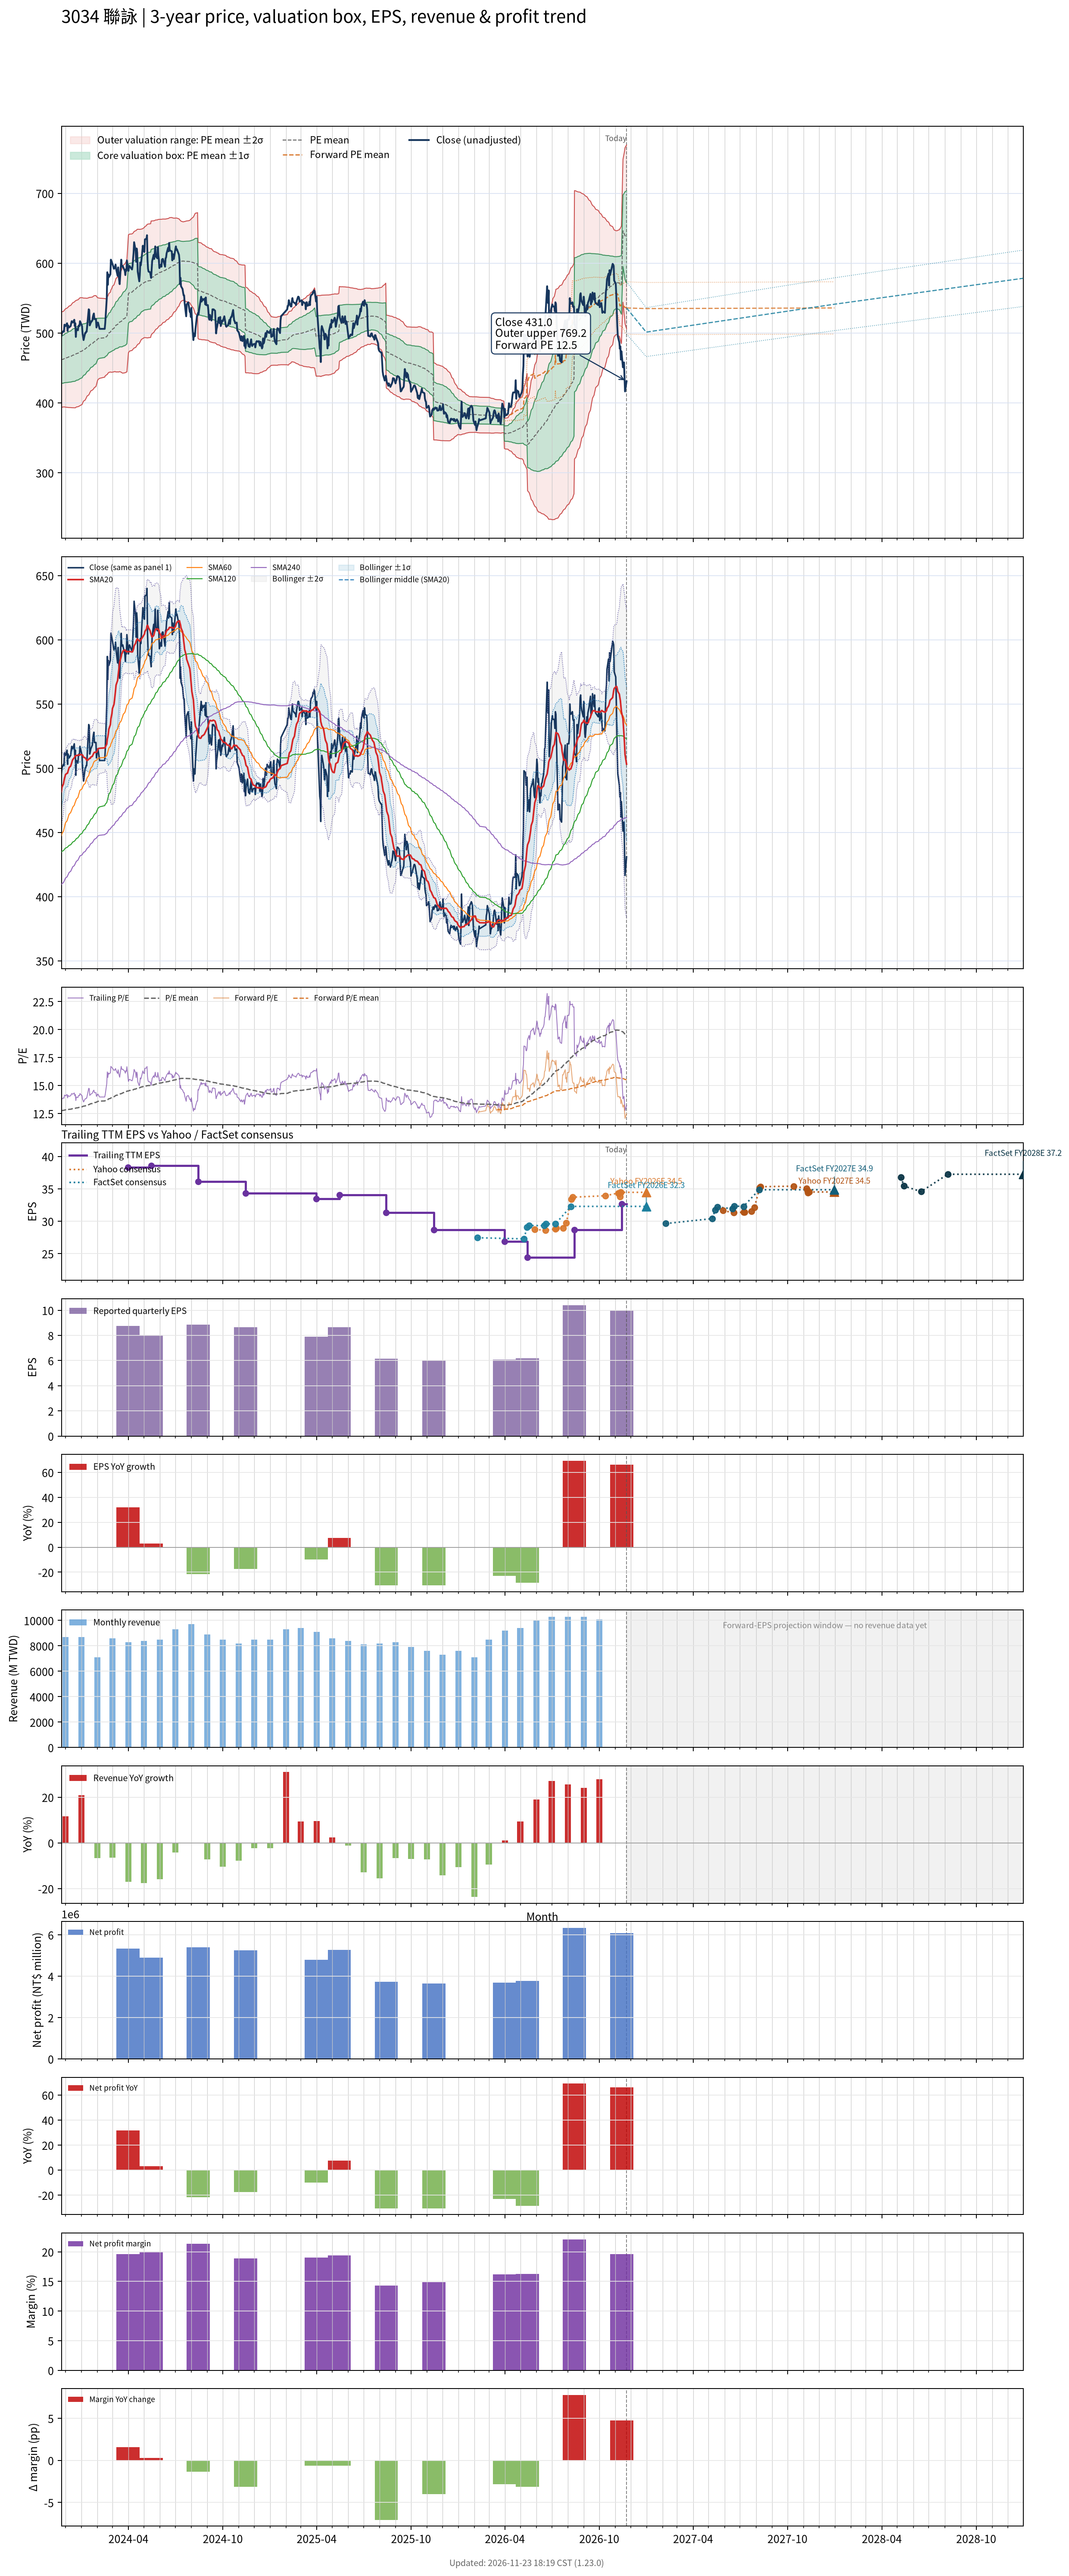 3034 聯詠 | 3-year price, valuation box, EPS, revenue & profit trend
Outer valuation range: PE mean ±2σ
Core valuation box: PE mean ±1σ
PE mean
Forward PE mean
Close (unadjusted)
Today
Price (TWD)
700
600
500
400
300
Close 431.0
Outer upper 769.2
Forward PE 12.5
Close (same as panel 1)
SMA20
SMA60
SMA120
SMA240
Bollinger ±2σ
Bollinger ±1σ
Bollinger middle (SMA20)
Price
650
600
550
500
450
400
350
Trailing P/E
P/E mean
Forward P/E
Forward P/E mean
P/E
22.5
20.0
17.5
15.0
12.5
Trailing TTM EPS vs Yahoo / FactSet consensus
Trailing TTM EPS
Yahoo consensus
FactSet consensus
Today
EPS
40
35
30
25
Yahoo FY2026E 34.5
FactSet FY2026E 32.3
FactSet FY2027E 34.9
Yahoo FY2027E 34.5
FactSet FY2028E 37.2
Reported quarterly EPS
EPS
10
8
6
4
2
0
EPS YoY growth
YoY (%)
60
40
20
0
-20
Monthly revenue
Forward-EPS projection window — no revenue data yet
Revenue (M TWD)
10000
8000
6000
4000
2000
0
Revenue YoY growth
YoY (%)
20
0
-20
Month
1e6
Net profit
Net profit (NT$ million)
6
4
2
0
Net profit YoY
YoY (%)
60
40
20
0
-20
Net profit margin
Margin (%)
20
15
10
5
0
Margin YoY change
Δ margin (pp)
5
0
-5
2024-04
2024-10
2025-04
2025-10
2026-04
2026-10
2027-04
2027-10
2028-04
2028-10
Updated: 2026-11-23 18:19 CST (1.23.0)